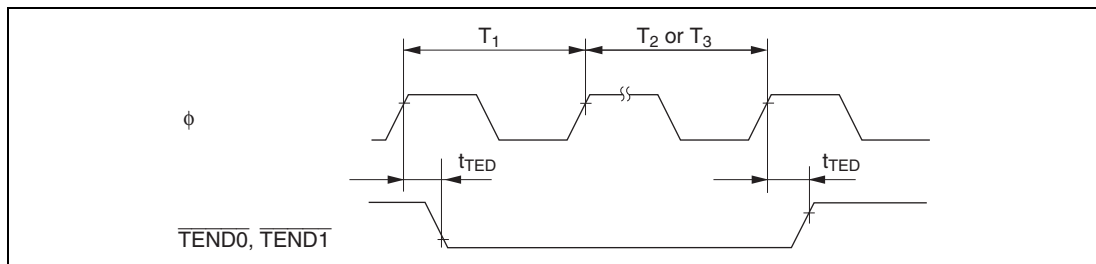 T1
T2 or T3
ϕ
tTED
tTED
TEND0, TEND1